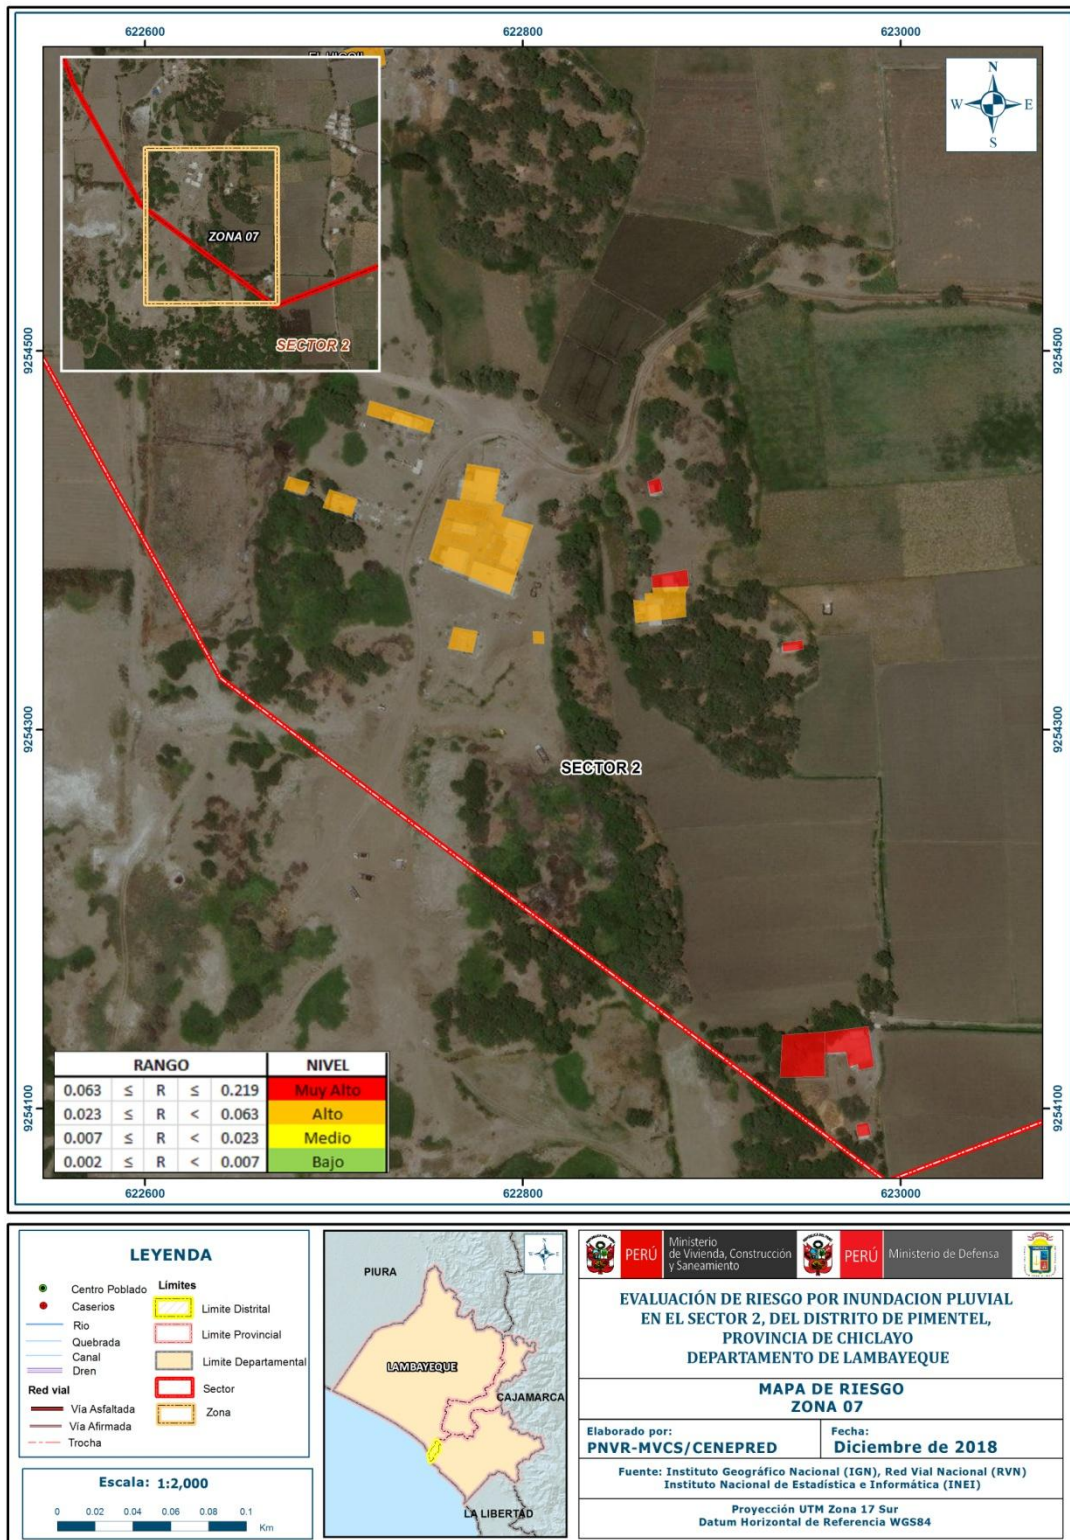 622600
622800
623000
N
W
E
S
ZONA 07
SECTOR 2
9254500
9254500
9254300
9254300
SECTOR 2
9254100
9254100
RANGO NIVEL
0.063 ≤ R ≤ 0.219 Muy Alto
0.023 ≤ R < 0.063 Alto
0.007 ≤ R < 0.023 Medio
0.002 ≤ R < 0.007 Bajo
622600
622800
623000
LEYENDA
Centro Poblado
Caserios
Rio
Quebrada
Canal
Dren
Red vial
Vía Asfaltada
Vía Afirmada
Trocha
Límites
Limite Distrital
Limite Provincial
Limite Departamental
Sector
Zona
Escala: 1:2,000
0 0.02 0.04 0.06 0.08 0.1
Km
PIURA
LAMBAYEQUE
CAJAMARCA
LA LIBERTAD
PERÚ
Ministerio
de Vivienda, Construcción
y Saneamiento
PERÚ
Ministerio de Defensa
EVALUACIÓN DE RIESGO POR INUNDACION PLUVIAL
EN EL SECTOR 2, DEL DISTRITO DE PIMENTEL,
PROVINCIA DE CHICLAYO
DEPARTAMENTO DE LAMBAYEQUE
MAPA DE RIESGO
ZONA 07
Elaborado por:
PNVR-MVCS/CENEPRED
Fecha:
Diciembre de 2018
Fuente: Instituto Geográfico Nacional (IGN), Red Vial Nacional (RVN)
Instituto Nacional de Estadística e Informática (INEI)
Proyección UTM Zona 17 Sur
Datum Horizontal de Referencia WGS84